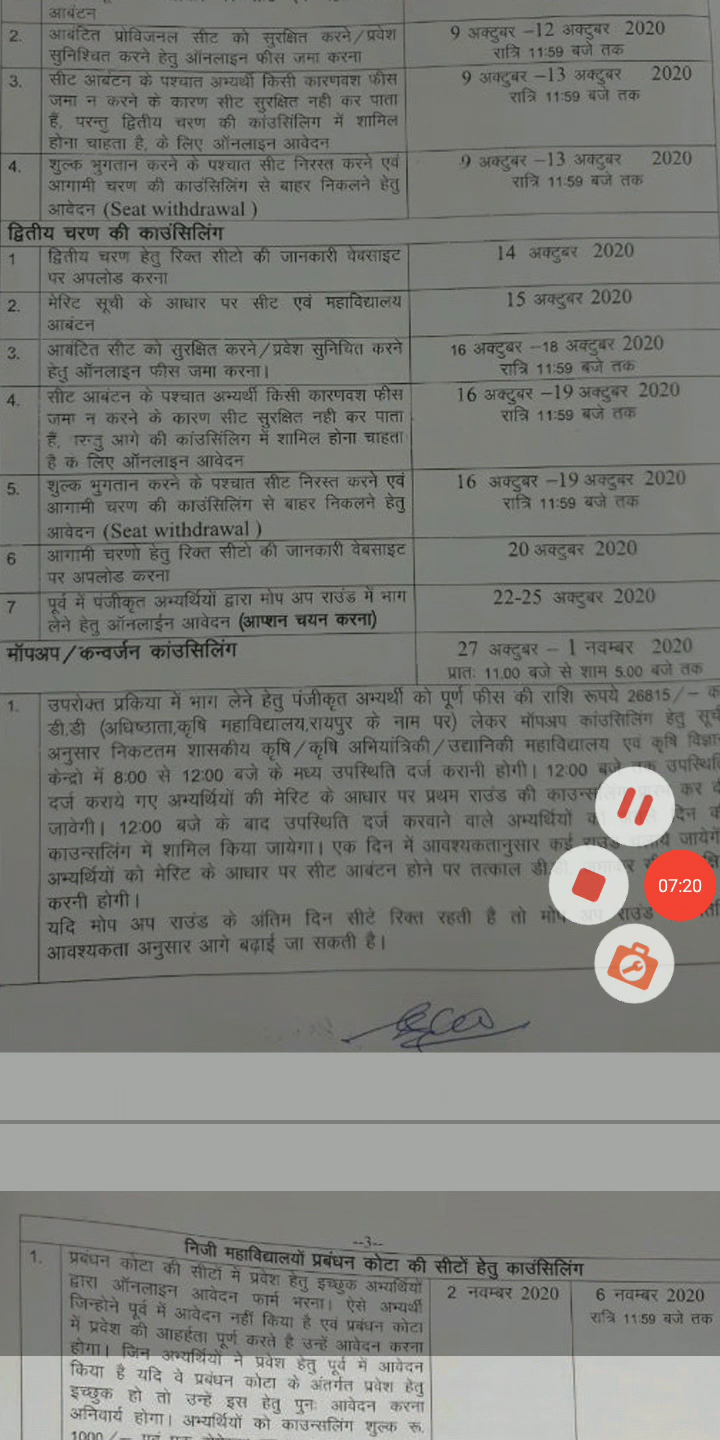 आबंटन
2. आबंटित प्रोविजनल सीट को सुरक्षित करने/प्रवेश 9 अक्टुबर –12 अक्टुबर 2020
सुनिश्चित करने हेतु ऑनलाइन फीस जमा करना रात्रि 11:59 बजे तक
3. सीट आबंटन के पश्चात अभ्यर्थी किसी कारणवश फीस 9 अक्टुबर –13 अक्टुबर 2020
जमा न करने के कारण सीट सुरक्षित नही कर पाता रात्रि 11:59 बजे तक
हैं, परन्तु द्वितीय चरण की कांउसिंलिग में शामिल
होना चाहता है, के लिए ऑनलाइन आवेदन
4. शुल्क भुगतान करने के पश्चात सीट निरस्त करने एवं 9 अक्टुबर –13 अक्टुबर 2020
आगामी चरण की काउंसिलिंग से बाहर निकलने हेतु रात्रि 11:59 बजे तक
आवेदन (Seat withdrawal )
द्वितीय चरण की काउंसिलिंग
1 द्वितीय चरण हेतु रिक्त सीटो की जानकारी वेबसाइट 14 अक्टुबर 2020
पर अपलोड करना
2. मेरिट सूची के आधार पर सीट एवं महाविद्यालय 15 अक्टुबर 2020
आबंटन
3. आबंटित सीट को सुरक्षित करने/प्रवेश सुनिचित करने 16 अक्टुबर –18 अक्टुबर 2020
हेतु ऑनलाइन फीस जमा करना। रात्रि 11:59 बजे तक
4. सीट आबंटन के पश्चात अभ्यर्थी किसी कारणवश फीस 16 अक्टुबर –19 अक्टुबर 2020
जमा न करने के कारण सीट सुरक्षित नही कर पाता रात्रि 11:59 बजे तक
हैं, परन्तु आगे की कांउसिंलिग में शामिल होना चाहता
है के लिए ऑनलाइन आवेदन
5. शुल्क भुगतान करने के पश्चात सीट निरस्त करने एवं 16 अक्टुबर –19 अक्टुबर 2020
आगामी चरण की काउंसिलिंग से बाहर निकलने हेतु रात्रि 11:59 बजे तक
आवेदन (Seat withdrawal )
6 आगामी चरणो हेतु रिक्त सीटो की जानकारी वेबसाइट 20 अक्टुबर 2020
पर अपलोड करना
7 पूर्व में पंजीकृत अभ्यर्थियों द्वारा मोप अप राउंड में भाग 22-25 अक्टुबर 2020
लेने हेतु ऑनलाईन आवेदन (आप्शन चयन करना)
मॉपअप/कन्वर्जन कांउसिलिंग 27 अक्टुबर – 1 नवम्बर 2020
प्रातः 11.00 बजे से शाम 5.00 बजे तक
1. उपरोक्त प्रकिया में भाग लेने हेतु पंजीकृत अभ्यर्थी को पूर्ण फीस की राशि रूपये 26815/–
डी.डी (अधिष्ठाता,कृषि महाविद्यालय,रायपुर के नाम पर) लेकर मॉपअप कांउसिलिंग हेतु
अनुसार निकटतम शासकीय कृषि/कृषि अभियांत्रिकी/उद्यानिकी महाविद्यालय एवं कृषि
केन्द्रो में 8:00 से 12:00 बजे के मध्य उपस्थिति दर्ज करानी होगी। 12:00 बजे तक
दर्ज कराये गए अभ्यर्थियों की मेरिट के आधार पर प्रथम राउंड की कर
जावेगी। 12:00 बजे के बाद उपस्थिति दर्ज करवाने वाले अभ्यर्थियों दिन
काउन्सलिंग में शामिल किया जायेगा। एक दिन में आवश्यकतानुसार कई राउंड
अभ्यर्थियों को मेरिट के आधार पर सीट आबंटन होने पर तत्काल डी.डी.
करनी होगी।
यदि मोप अप राउंड के अंतिम दिन सीटे रिक्त रहती है तो मोप अप राउंड
आवश्यकता अनुसार आगे बढ़ाई जा सकती है।
07:20
--3--
निजी महाविद्यालयों प्रबंधन कोटा की सीटों हेतु काउंसिलिंग
1. प्रबंधन कोटा की सीटों में प्रवेश हेतु इच्छुक अभ्यर्थियों 2 नवम्बर 2020 6 नवम्बर 2020
द्वारा ऑनलाइन आवेदन फार्म भरना। ऐसे अभ्यर्थी रात्रि 11:59 बजे तक
जिन्होने पूर्व में आवेदन नहीं किया है एवं प्रबंधन कोटा
में प्रवेश की आहर्हता पूर्ण करते है उन्हें आवेदन करना
होगा। जिन अभ्यर्थियों ने प्रवेश हेतु पूर्व में आवेदन
किया है यदि वे प्रबंधन कोटा के अंतर्गत प्रवेश हेतु
इच्छुक हो तो उन्हें इस हेतु पुनः आवेदन करना
अनिवार्य होगा। अभ्यर्थियों को काउन्सलिंग शुल्क रू.
1000/–